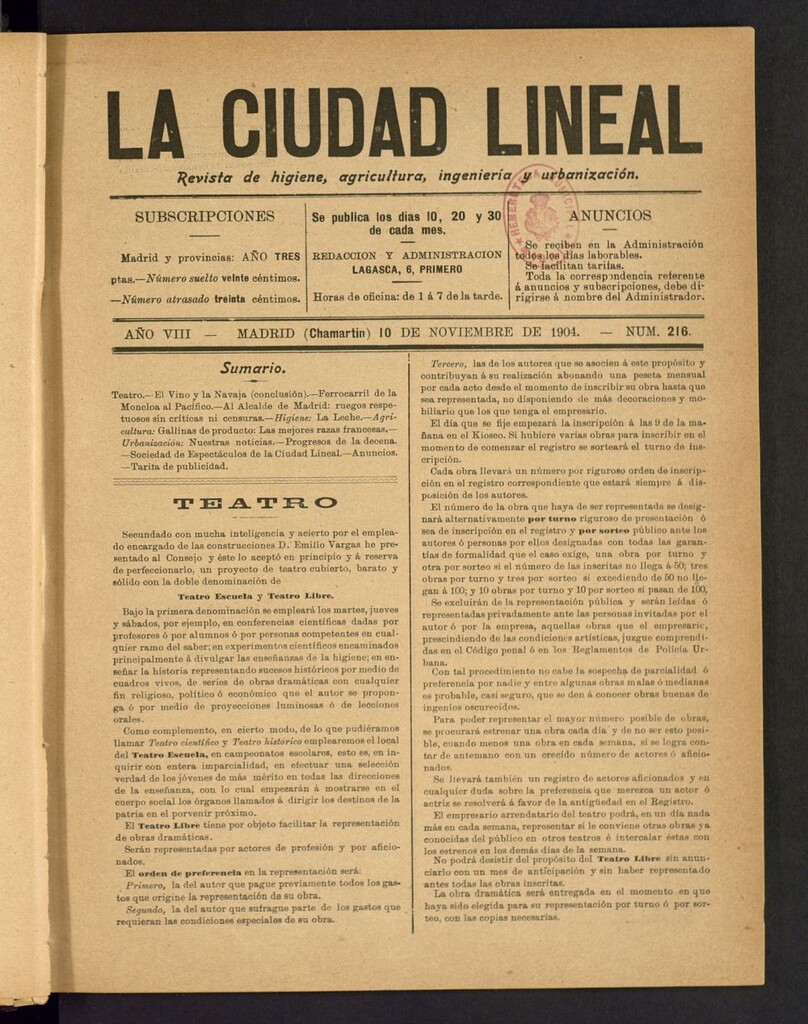 LA CIUDAD LINEAL
Revista de higiene, agricultura, ingeniería y urbanización.
SUBSCRIPCIONES
Madrid y provincias: AÑO TRES
ptas.—Número suelto veinte céntimos.
—Número atrasado treinta céntimos.
Se publica los días 10, 20 y 30
de cada mes.
REDACCION Y ADMINISTRACION
LAGASCA, 6, PRIMERO
Horas de oficina: de 1 á 7 de la tarde.
ANUNCIOS
Se reciben en la Administración
todos los días laborables.
Se facilitan tarifas.
Toda la correspondencia referente
á anuncios y subscripciones, debe di-
rigirse á nombre del Administrador.
AÑO VIII — MADRID (Chamartín) 10 DE NOVIEMBRE DE 1904. — NUM. 216.
Sumario.
Teatro.—El Vino y la Navaja (conclusión).—Ferrocarril de la
Moncloa al Pacífico.—Al Alcalde de Madrid: ruegos respe-
tuosos sin críticas ni censuras.—Higiene: La Leche.—Agri-
cultura: Gallinas de producto: Las mejores razas francesas.—
Urbanización: Nuestras noticias.—Progresos de la decena.
—Sociedad de Espectáculos de la Ciudad Lineal.—Anuncios.
—Tarifa de publicidad.
TEATRO
Secundado con mucha inteligencia y acierto por el emplea-
do encargado de las construcciones D. Emilio Vargas he pre-
sentado al Consejo y éste lo aceptó en principio y á reserva
de perfeccionarlo, un proyecto de teatro cubierto, barato y
sólido con la doble denominación de
Teatro Escuela y Teatro Libre.
Bajo la primera denominación se empleará los martes, jueves
y sábados, por ejemplo, en conferencias científicas dadas por
profesores ó por alumnos ó por personas competentes en cual-
quier ramo del saber; en experimentos científicos encaminados
principalmente á divulgar las enseñanzas de la higiene; en en-
señar la historia representando sucesos históricos por medio de
cuadros vivos, de series de obras dramáticas con cualquier
fin religioso, político ó económico que el autor se propon-
ga ó por medio de proyecciones luminosas ó de lecciones
orales.
Como complemento, en cierto modo, de lo que pudiéramos
llamar Teatro científico y Teatro histórico emplearemos el local
del Teatro Escuela, en campeonatos escolares, esto es, en in-
quirir con entera imparcialidad, en efectuar una selección
verdad de los jóvenes de más mérito en todas las direcciones
de la enseñanza, con lo cual empezarán á mostrarse en el
cuerpo social los órganos llamados á dirigir los destinos de la
patria en el porvenir próximo.
El Teatro Libre tiene por objeto facilitar la representación
de obras dramáticas.
Serán representadas por actores de profesión y por aficio-
nados.
El orden de preferencia en la representación será:
Primero, la del autor que pague previamente todos los gas-
tos que origine la representación de su obra.
Segundo, la del autor que sufrague parte de los gastos que
requieran las condiciones especiales de su obra.
Tercero, las de los autores que se asocien á este propósito y
contribuyan á su realización abonando una peseta mensual
por cada acto desde el momento de inscribir su obra hasta que
sea representada, no disponiendo de más decoraciones y mo-
biliario que los que tenga el empresario.
El día que se fije empezará la inscripción á las 9 de la ma-
ñana en el Kiosco. Si hubiere varias obras para inscribir en el
momento de comenzar el registro se sorteará el turno de ins-
cripción.
Cada obra llevará un número por riguroso orden de inscrip-
ción en el registro correspondiente que estará siempre á dis-
posición de los autores.
El número de la obra que haya de ser representada se desig-
nará alternativamente por turno riguroso de presentación ó
sea de inscripción en el registro y por sorteo público ante los
autores ó personas por ellos designadas con todas las garan-
tías de formalidad que el caso exige, una obra por turno y
otra por sorteo si el número de las inscritas no llega á 50; tres
obras por turno y tres por sorteo si excediendo de 50 no lle-
gan á 100; y 10 obras por turno y 10 por sorteo si pasan de 100,
Se excluirán de la representación pública y serán leídas ó
representadas privadamente ante las personas invitadas por el
autor ó por la empresa, aquellas obras que el empresario,
prescindiendo de las condiciones artísticas, juzgue comprendi-
das en el Código penal ó en los Reglamentos de Policía Ur-
bana.
Con tal procedimiento no cabe la sospecha de parcialidad ó
preferencia por nadie y entre algunas obras malas ó medianas
es probable, casi seguro, que se den á conocer obras buenas de
ingenios oscurecidos.
Para poder representar el mayor número posible de obras,
se procurará estrenar una obra cada día y de no ser esto posi-
ble, cuando menos una obra en cada semana, si se logra con-
tar de antemano con un crecido número de actores ó aficio-
nados.
Se llevará también un registro de actores aficionados y en
cualquier duda sobre la preferencia que merezca un actor ó
actriz se resolverá á favor de la antigüedad en el Registro.
El empresario arrendatario del teatro podrá, en un día nada
más en cada semana, representar si le conviene otras obras ya
conocidas del público en otros teatros é intercalar éstas con
los estrenos en los demás días de la semana.
No podrá desistir del propósito del Teatro Libre sin anun-
ciarlo con un mes de anticipación y sin haber representado
antes todas las obras inscritas.
La obra dramática será entregada en el momento en que
haya sido elegida para su representación por turno ó por sor-
teo, con las copias necesarias.